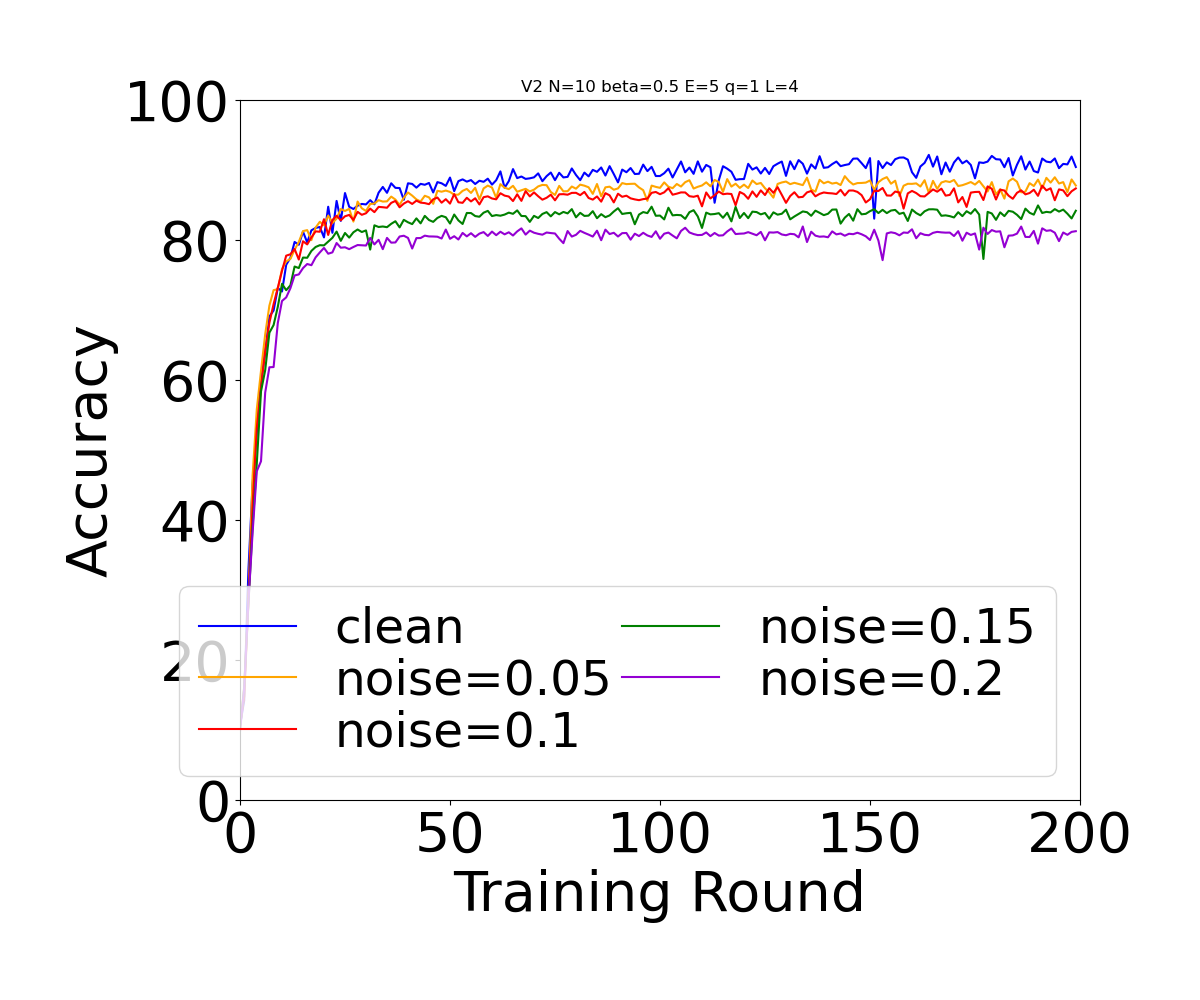 V2 N=10 beta=0.5 E=5 q=1 L=4
100
80
60
40
20
0
Accuracy
clean
noise=0.05
noise=0.1
noise=0.15
noise=0.2
0 50 100 150 200
Training Round